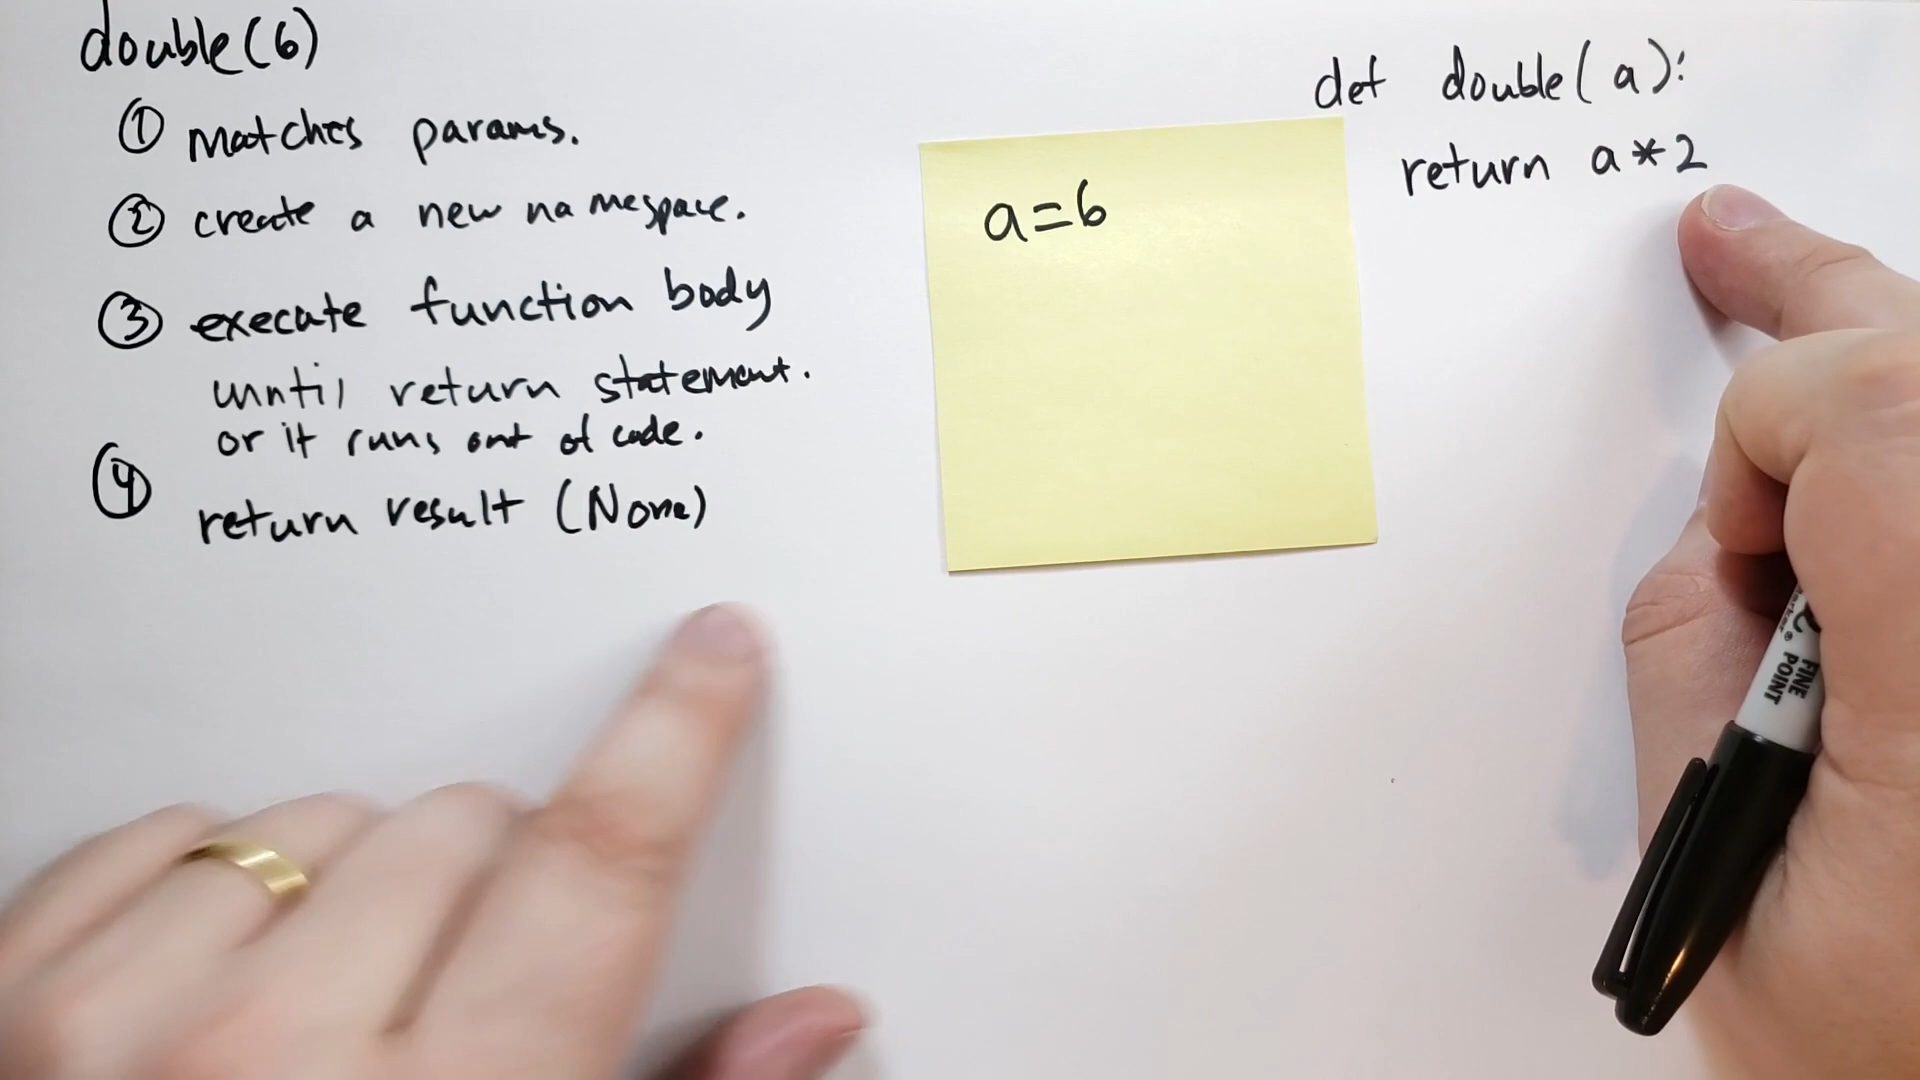 double(6)
① matches params.
② create a new namespace.
③ execute function body
unntil return statement.
or it runs out of code.
④ return result (None)
a=6
def double(a):
return a*2
FINE
POINT